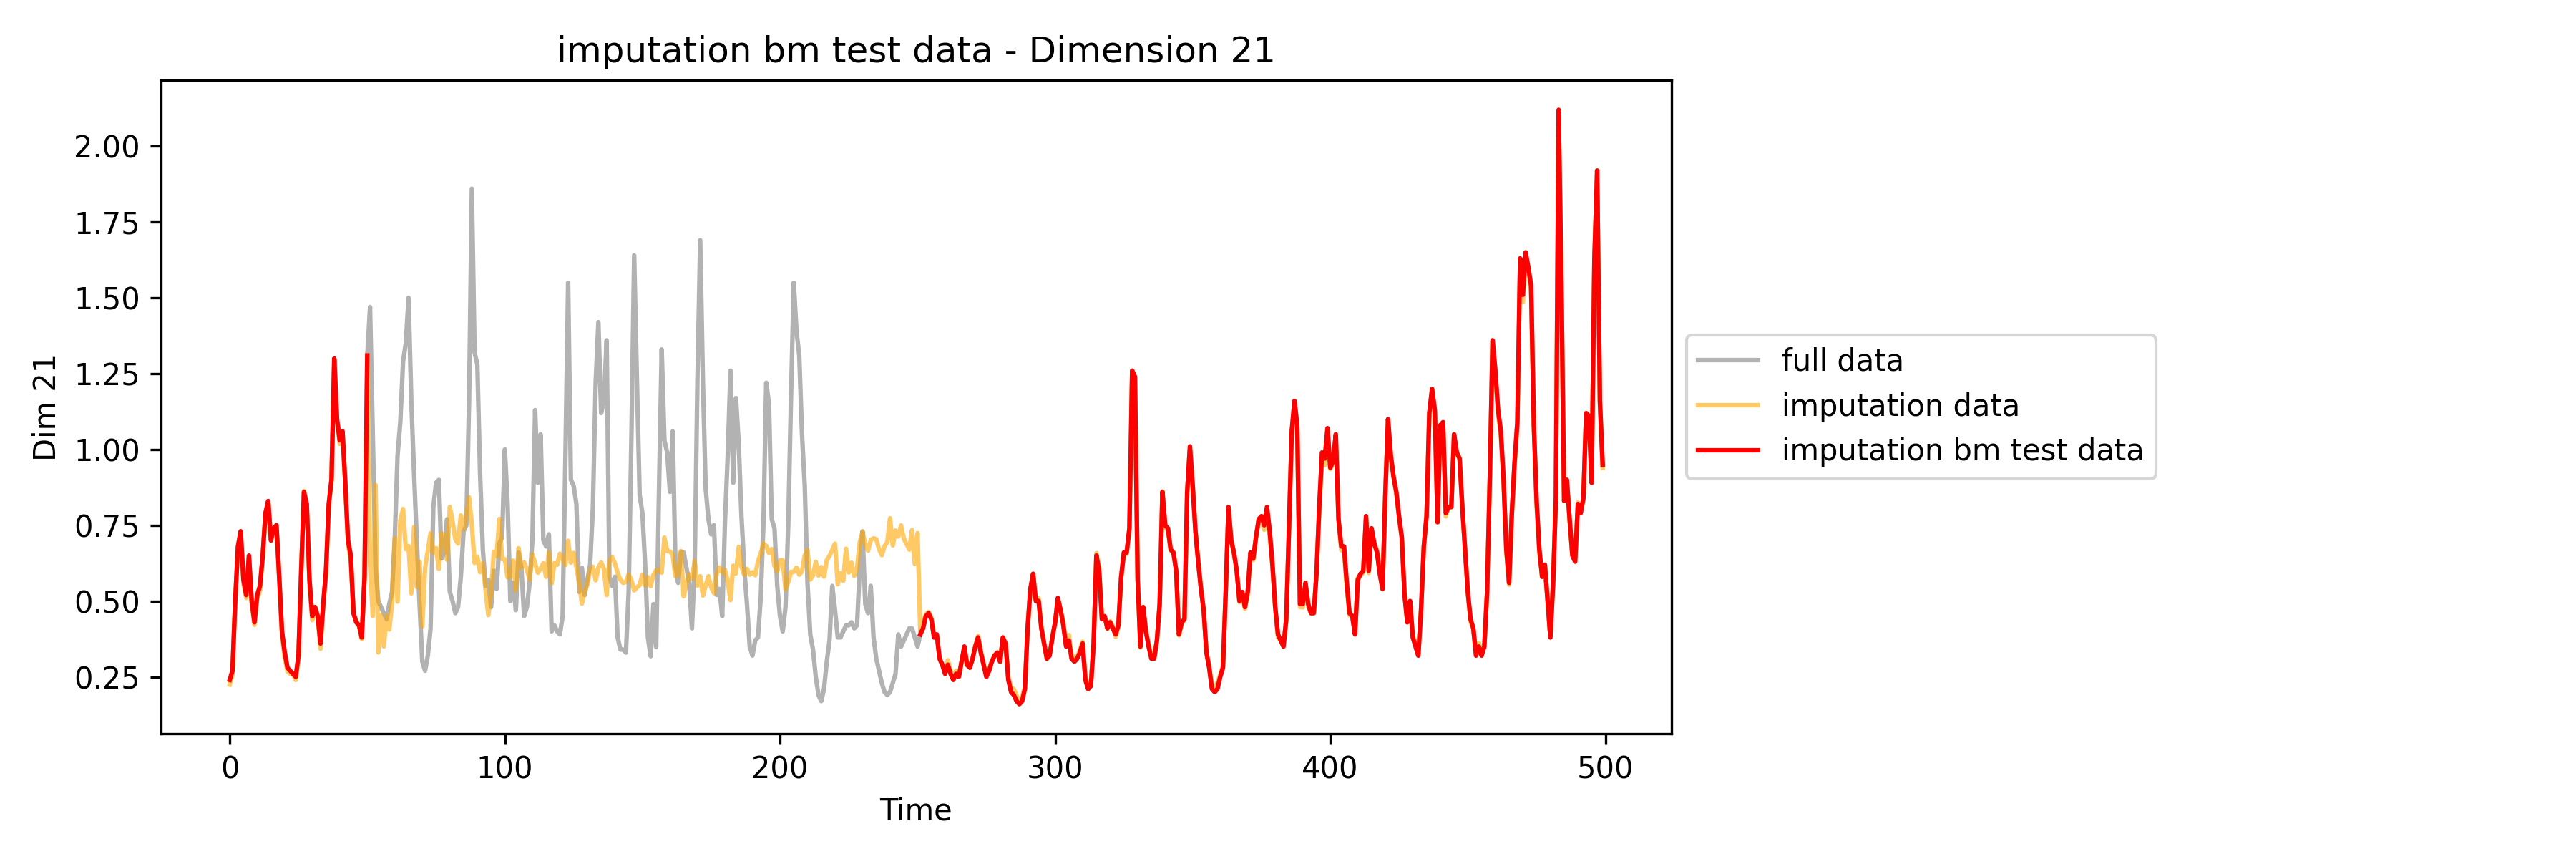 imputation bm test data - Dimension 21
2.00
1.75
1.50
1.25
1.00
0.75
0.50
0.25
Dim 21
0 100 200 300 400 500
Time
full data
imputation data
imputation bm test data